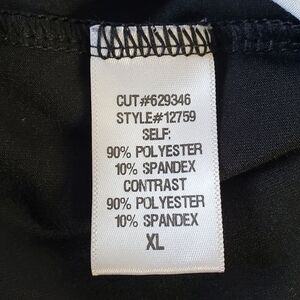 CUT#629346
STYLE#12759
SELF:
90% POLYESTER
10% SPANDEX
CONTRAST
90% POLYESTER
10% SPANDEX
XL